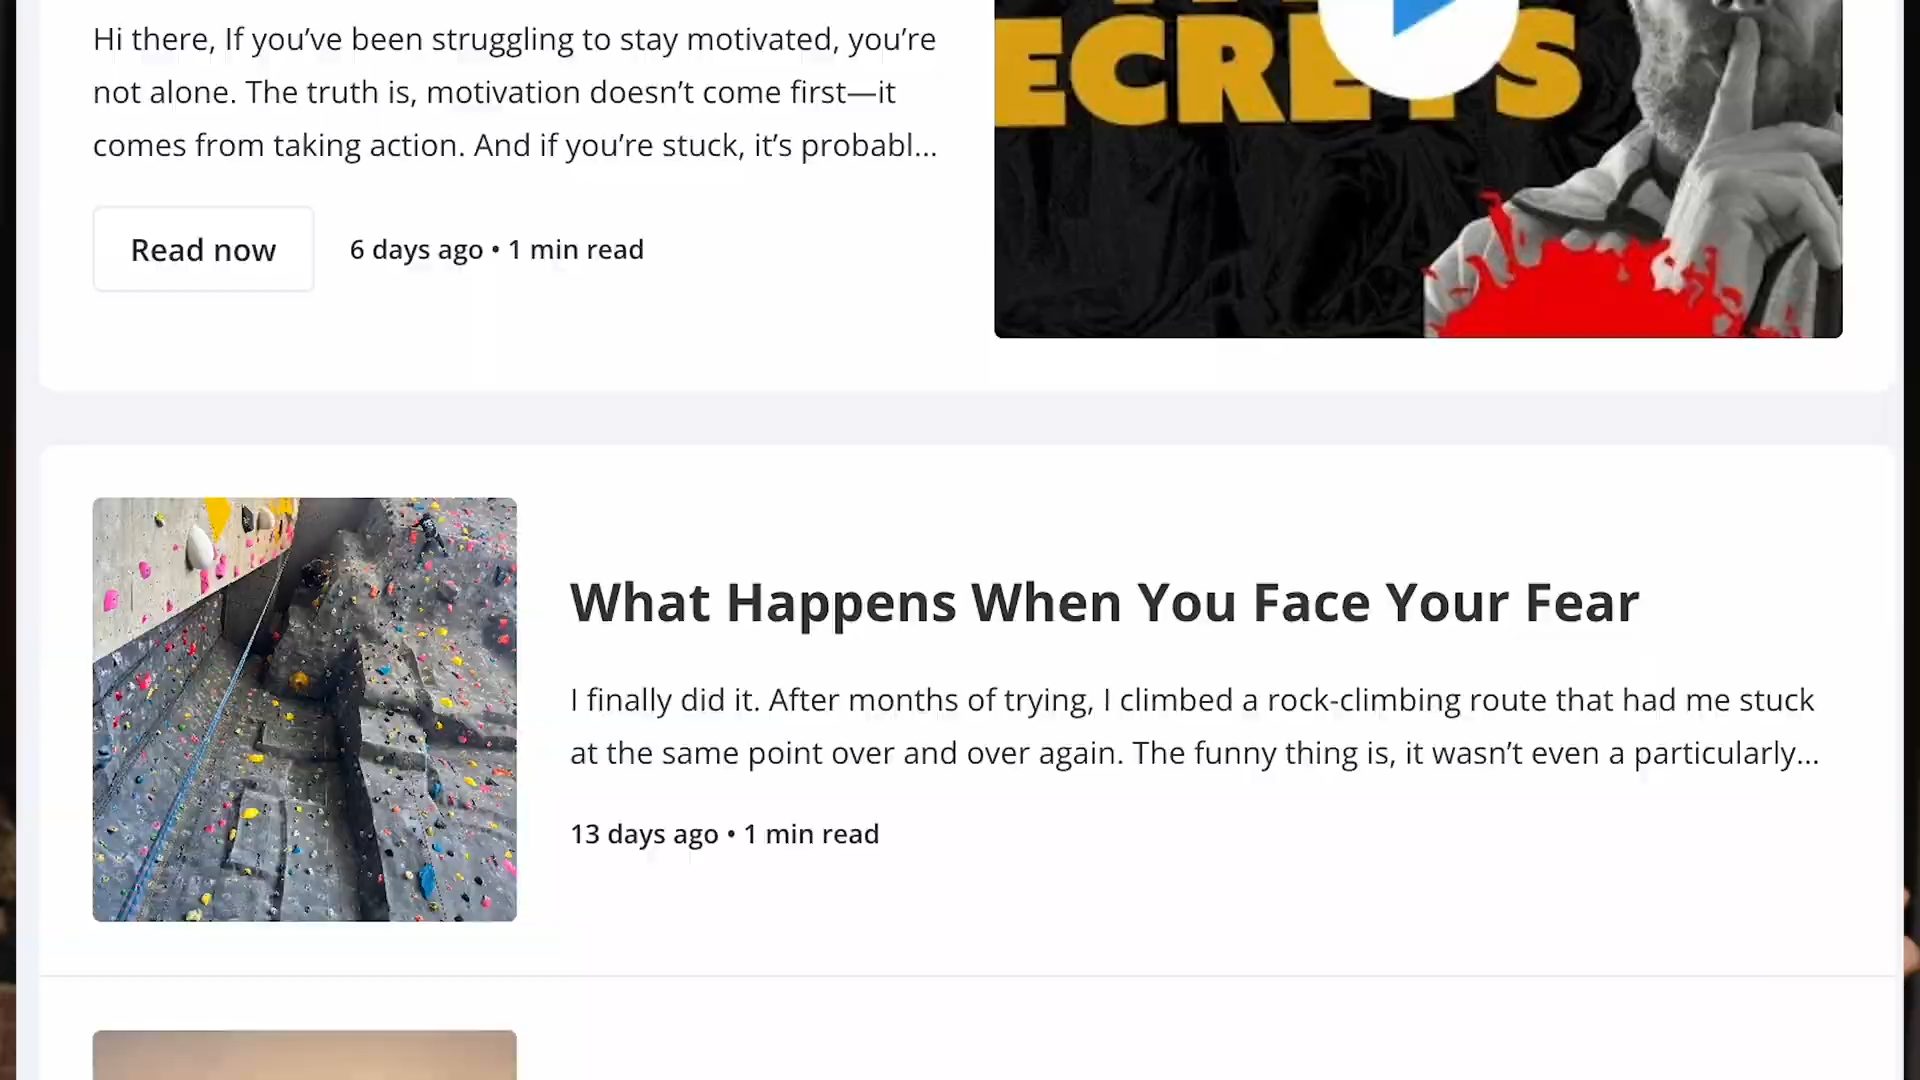 Hi there, If you’ve been struggling to stay motivated, you’re
not alone. The truth is, motivation doesn’t come first—it
comes from taking action. And if you’re stuck, it’s probabl...
Read now
6 days ago • 1 min read
What Happens When You Face Your Fear
I finally did it. After months of trying, I climbed a rock-climbing route that had me stuck
at the same point over and over again. The funny thing is, it wasn’t even a particularly...
13 days ago • 1 min read